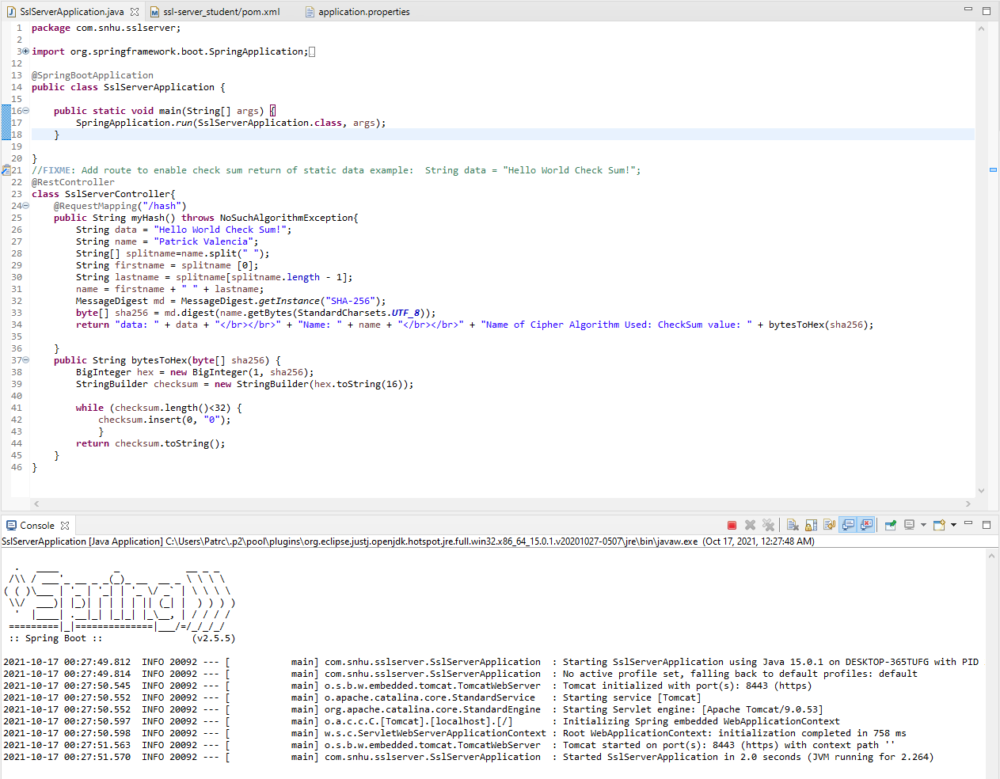 SslServerApplication.java
ssl-server_student/pom.xml
application.properties
1 package com.snhu.sslserver;
2
3 import org.springframework.boot.SpringApplication;
12
13 @SpringBootApplication
14 public class SslServerApplication {
15
16 public static void main(String[] args) {
17 SpringApplication.run(SslServerApplication.class, args);
18 }
19
20 }
21 //FIXME: Add route to enable check sum return of static data example:  String data = "Hello World Check Sum!";
22 @RestController
23 class SslServerController{
24 @RequestMapping("/hash")
25 public String myHash() throws NoSuchAlgorithmException{
26 String data = "Hello World Check Sum!";
27 String name = "Patrick Valencia";
28 String[] splitname=name.split(" ");
29 String firstname = splitname [0];
30 String lastname = splitname[splitname.length - 1];
31 name = firstname + " " + lastname;
32 MessageDigest md = MessageDigest.getInstance("SHA-256");
33 byte[] sha256 = md.digest(name.getBytes(StandardCharsets.UTF_8));
34 return "data: " + data + "</br></br>" + "Name: " + name + "</br></br>" + "Name of Cipher Algorithm Used: CheckSum value: " + bytesToHex(sha256);
35
36 }
37 public String bytesToHex(byte[] sha256) {
38 BigInteger hex = new BigInteger(1, sha256);
39 StringBuilder checksum = new StringBuilder(hex.toString(16));
40
41 while (checksum.length()<32) {
42 checksum.insert(0, "0");
43 }
44 return checksum.toString();
45 }
46 }
Console
SslServerApplication [Java Application] C:\Users\Patrc\.p2\pool\plugins\org.eclipse.justj.openjdk.hotspot.jre.full.win32.x86_64_15.0.1.v20201027-0507\jre\bin\javaw.exe (Oct 17, 2021, 12:27:48 AM)
:: Spring Boot :: (v2.5.5)
2021-10-17 00:27:49.812 INFO 20092 --- [ main] com.snhu.sslserver.SslServerApplication : Starting SslServerApplication using Java 15.0.1 on DESKTOP-365TUFG with PID
2021-10-17 00:27:49.814 INFO 20092 --- [ main] com.snhu.sslserver.SslServerApplication : No active profile set, falling back to default profiles: default
2021-10-17 00:27:50.545 INFO 20092 --- [ main] o.s.b.w.embedded.tomcat.TomcatWebServer : Tomcat initialized with port(s): 8443 (https)
2021-10-17 00:27:50.552 INFO 20092 --- [ main] o.apache.catalina.core.StandardService : Starting service [Tomcat]
2021-10-17 00:27:50.552 INFO 20092 --- [ main] org.apache.catalina.core.StandardEngine : Starting Servlet engine: [Apache Tomcat/9.0.53]
2021-10-17 00:27:50.597 INFO 20092 --- [ main] o.a.c.c.C.[Tomcat].[localhost].[/] : Initializing Spring embedded WebApplicationContext
2021-10-17 00:27:50.598 INFO 20092 --- [ main] w.s.c.ServletWebServerApplicationContext : Root WebApplicationContext: initialization completed in 758 ms
2021-10-17 00:27:51.563 INFO 20092 --- [ main] o.s.b.w.embedded.tomcat.TomcatWebServer : Tomcat started on port(s): 8443 (https) with context path ''
2021-10-17 00:27:51.570 INFO 20092 --- [ main] com.snhu.sslserver.SslServerApplication : Started SslServerApplication in 2.0 seconds (JVM running for 2.264)